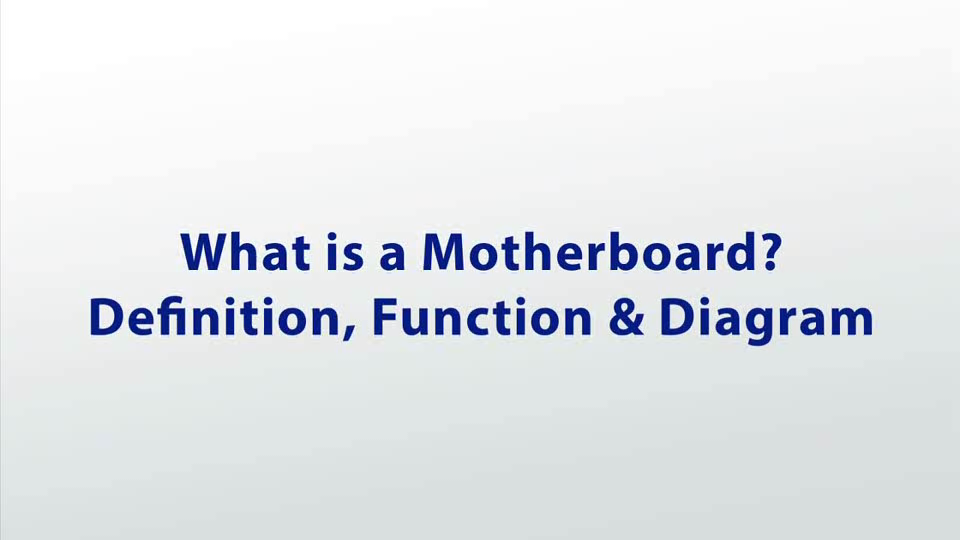 What is a Motherboard?
Definition, Function & Diagram